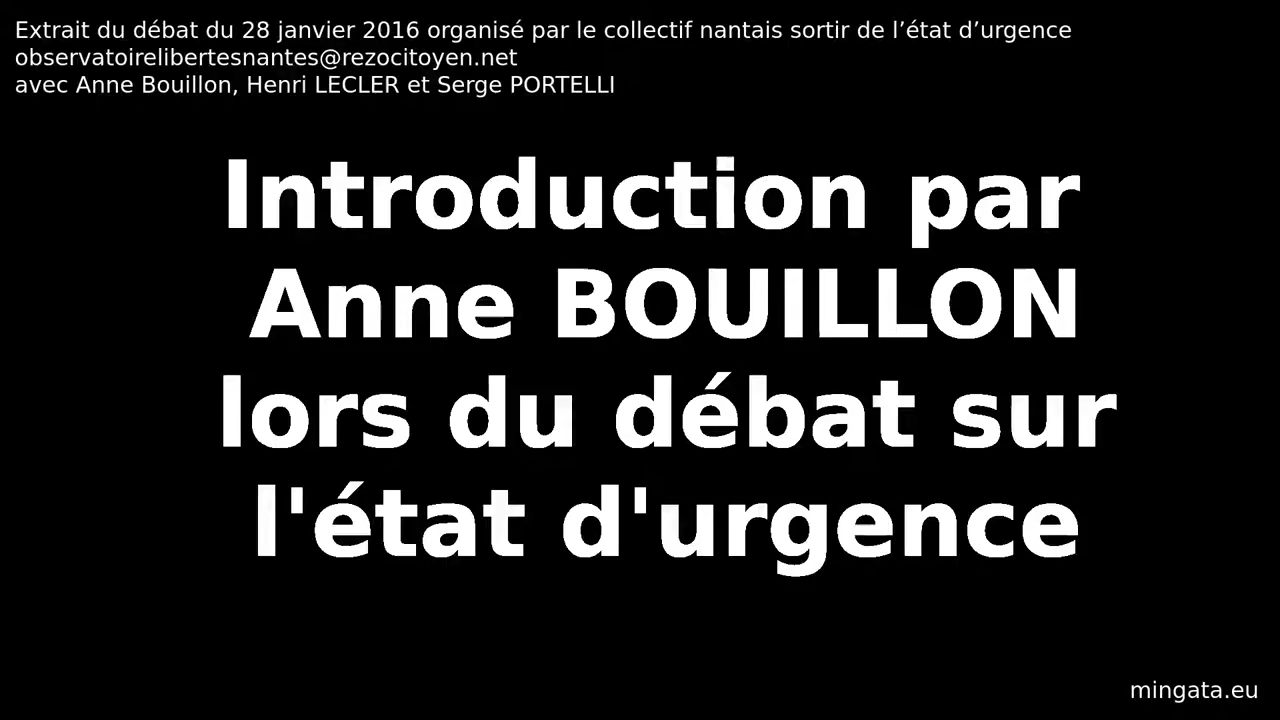 Extrait du débat du 28 janvier 2016 organisé par le collectif nantais sortir de l’état d’urgence
observatoirelibertesnantes@rezocitoyen.net
avec Anne Bouillon, Henri LECLER et Serge PORTELLI
Introduction par
Anne BOUILLON
lors du débat sur
l'état d'urgence
mingata.eu